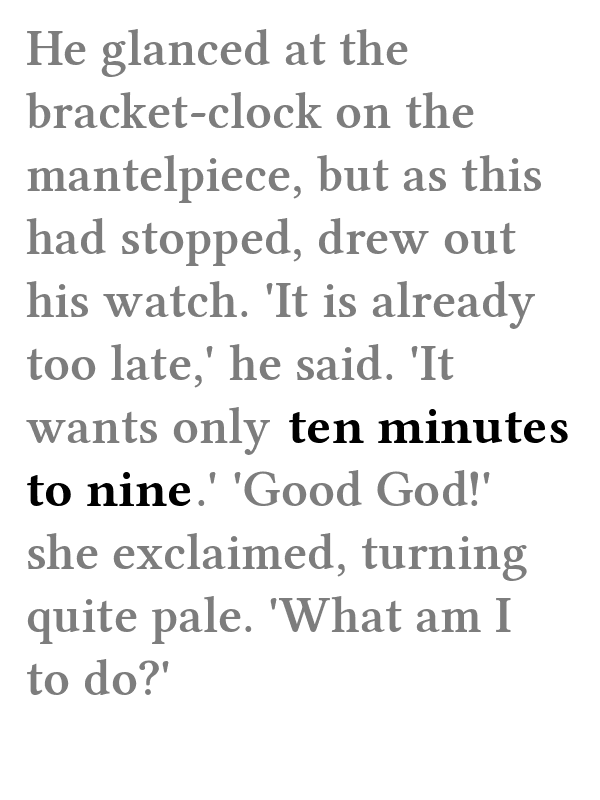 He glanced at the
bracket-clock on the
mantelpiece, but as this
had stopped, drew out
his watch. 'It is already
too late,' he said. 'It
wants only ten minutes
to nine.' 'Good God!'
she exclaimed, turning
quite pale. 'What am I
to do?'